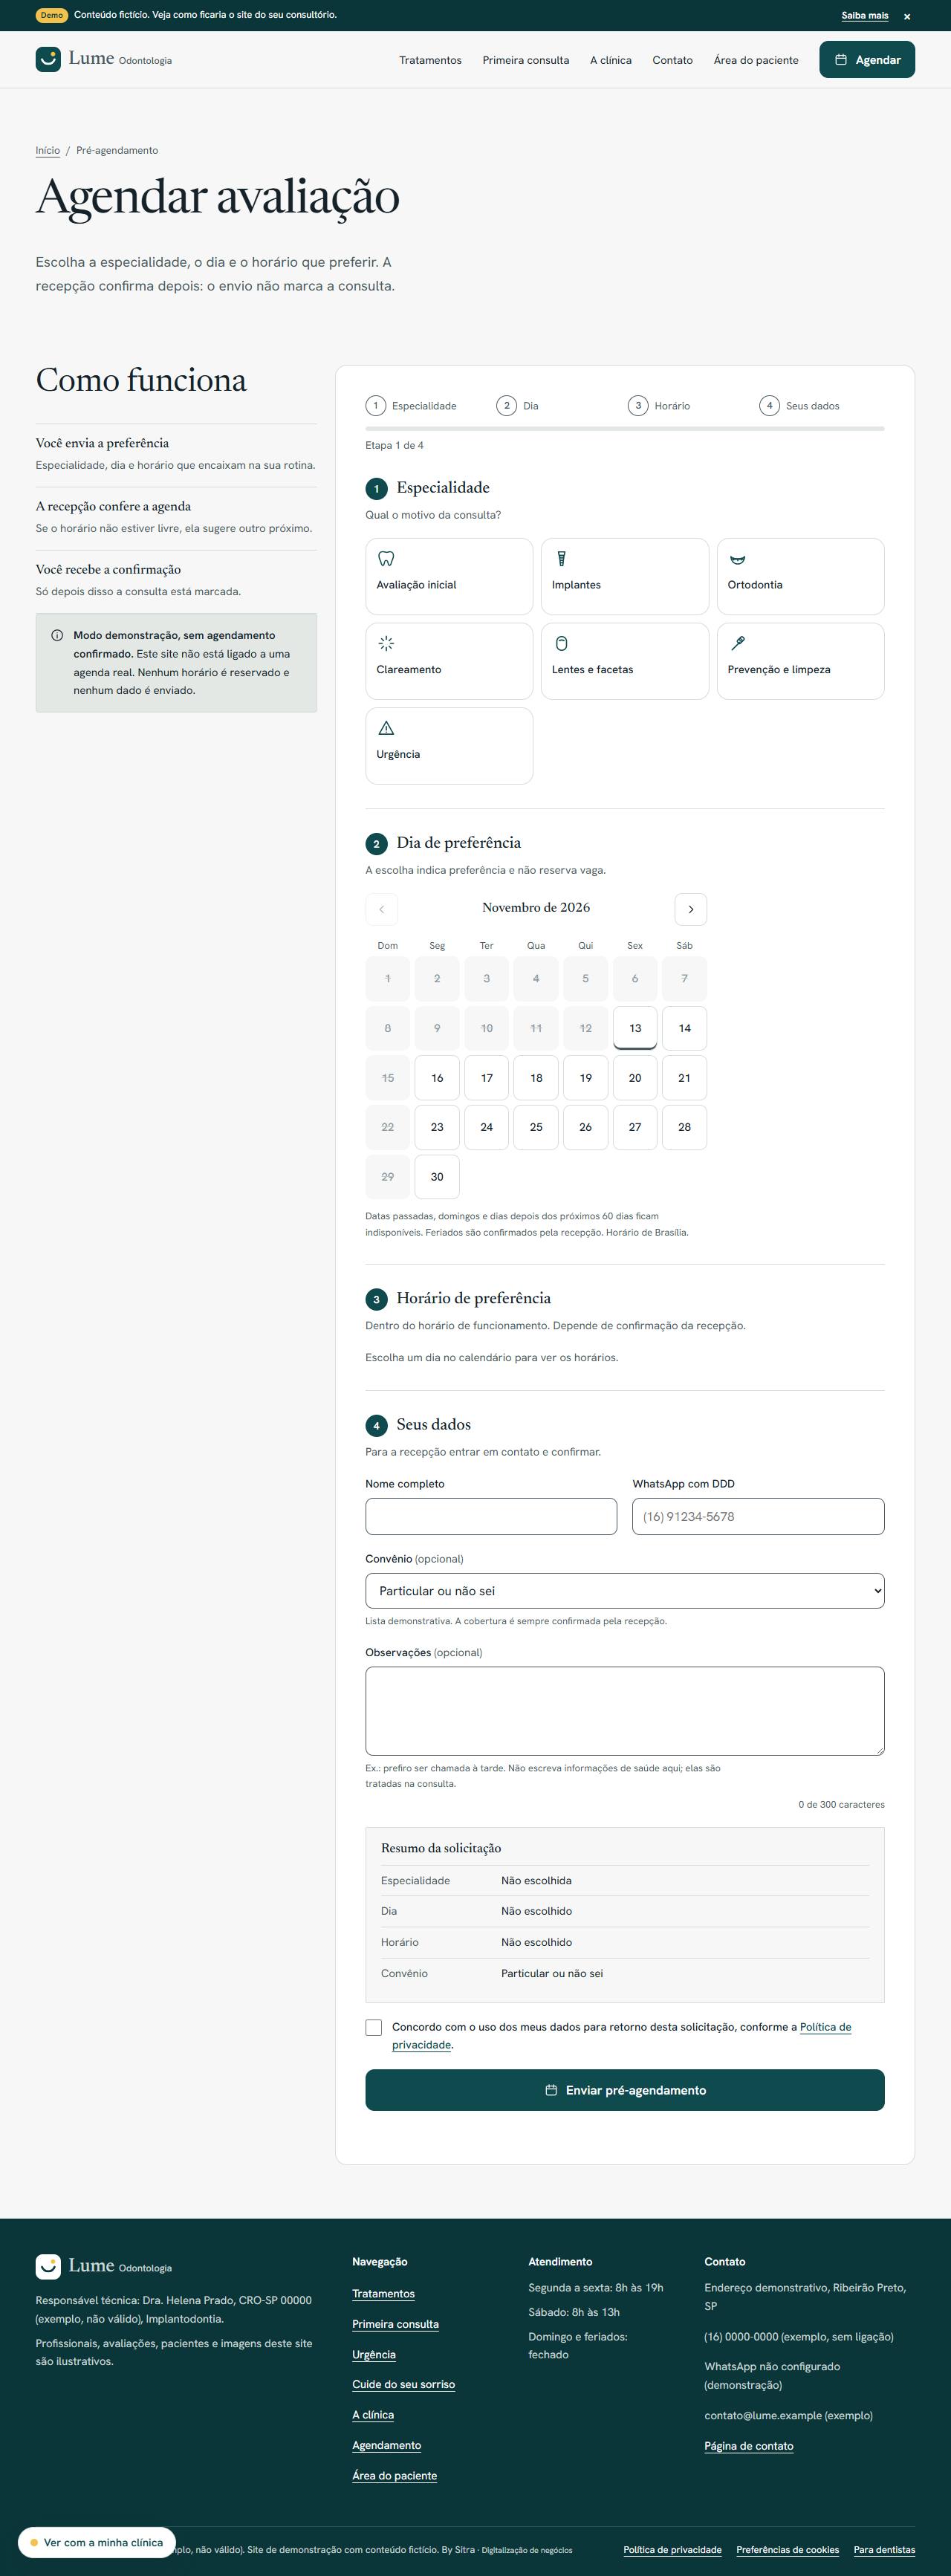 Demo Conteúdo fictício. Veja como ficaria o site do seu consultório. Saiba mais ×
Lume Odontologia Tratamentos Primeira consulta A clínica Contato Área do paciente Agendar
Início / Pré-agendamento
Agendar avaliação
Escolha a especialidade, o dia e o horário que preferir. A
recepção confirma depois: o envio não marca a consulta.
Como funciona
Você envia a preferência
Especialidade, dia e horário que encaixam na sua rotina.
A recepção confere a agenda
Se o horário não estiver livre, ela sugere outro próximo.
Você recebe a confirmação
Só depois disso a consulta está marcada.
Modo demonstração, sem agendamento
confirmado. Este site não está ligado a uma
agenda real. Nenhum horário é reservado e
nenhum dado é enviado.
1 Especialidade 2 Dia 3 Horário 4 Seus dados
Etapa 1 de 4
1 Especialidade
Qual o motivo da consulta?
Avaliação inicial Implantes Ortodontia
Clareamento Lentes e facetas Prevenção e limpeza
Urgência
2 Dia de preferência
A escolha indica preferência e não reserva vaga.
Novembro de 2026
Dom Seg Ter Qua Qui Sex Sáb
1 2 3 4 5 6 7
8 9 10 11 12 13 14
15 16 17 18 19 20 21
22 23 24 25 26 27 28
29 30
Datas passadas, domingos e dias depois dos próximos 60 dias ficam
indisponíveis. Feriados são confirmados pela recepção. Horário de Brasília.
3 Horário de preferência
Dentro do horário de funcionamento. Depende de confirmação da recepção.
Escolha um dia no calendário para ver os horários.
4 Seus dados
Para a recepção entrar em contato e confirmar.
Nome completo WhatsApp com DDD
(16) 91234-5678
Convênio (opcional)
Particular ou não sei
Lista demonstrativa. A cobertura é sempre confirmada pela recepção.
Observações (opcional)
Ex.: prefiro ser chamada à tarde. Não escreva informações de saúde aqui; elas são
tratadas na consulta.
0 de 300 caracteres
Resumo da solicitação
Especialidade Não escolhida
Dia Não escolhido
Horário Não escolhido
Convênio Particular ou não sei
Concordo com o uso dos meus dados para retorno desta solicitação, conforme a Política de
privacidade.
Enviar pré-agendamento
Lume Odontologia
Responsável técnica: Dra. Helena Prado, CRO-SP 00000
(exemplo, não válido), Implantodontia.
Profissionais, avaliações, pacientes e imagens deste site
são ilustrativos.
Navegação
Tratamentos
Primeira consulta
Urgência
Cuide do seu sorriso
A clínica
Agendamento
Área do paciente
Atendimento
Segunda a sexta: 8h às 19h
Sábado: 8h às 13h
Domingo e feriados:
fechado
Contato
Endereço demonstrativo, Ribeirão Preto,
SP
(16) 0000-0000 (exemplo, sem ligação)
WhatsApp não configurado
(demonstração)
contato@lume.example (exemplo)
Página de contato
Ver com a minha clínica
não válido). Site de demonstração com conteúdo fictício. By Sitra · Digitalização de negócios
Política de privacidade Preferências de cookies Para dentistas